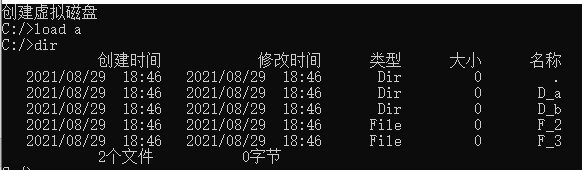 创建虚拟磁盘
C:/>load a
C:/>dir
创建时间 修改时间 类型 大小 名称
2021/08/29 18:46 2021/08/29 18:46 Dir 0 .
2021/08/29 18:46 2021/08/29 18:46 Dir 0 D_a
2021/08/29 18:46 2021/08/29 18:46 Dir 0 D_b
2021/08/29 18:46 2021/08/29 18:46 File 0 F_2
2021/08/29 18:46 2021/08/29 18:46 File 0 F_3
2个文件 0字节